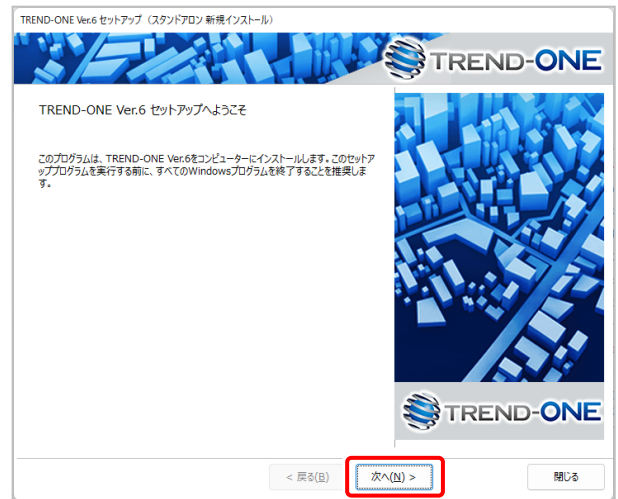 TREND-ONE Ver.6 セットアップ（スタンドアロン 新規インストール）
TREND-ONE
TREND-ONE Ver.6 セットアップへようこそ
このプログラムは、TREND-ONE Ver.6をコンピューターにインストールします。このセットア
ッププログラムを実行する前に、すべてのWindowsプログラムを終了することを推奨しま
す。
TREND-ONE
< 戻る(B)
次へ(N) >
閉じる